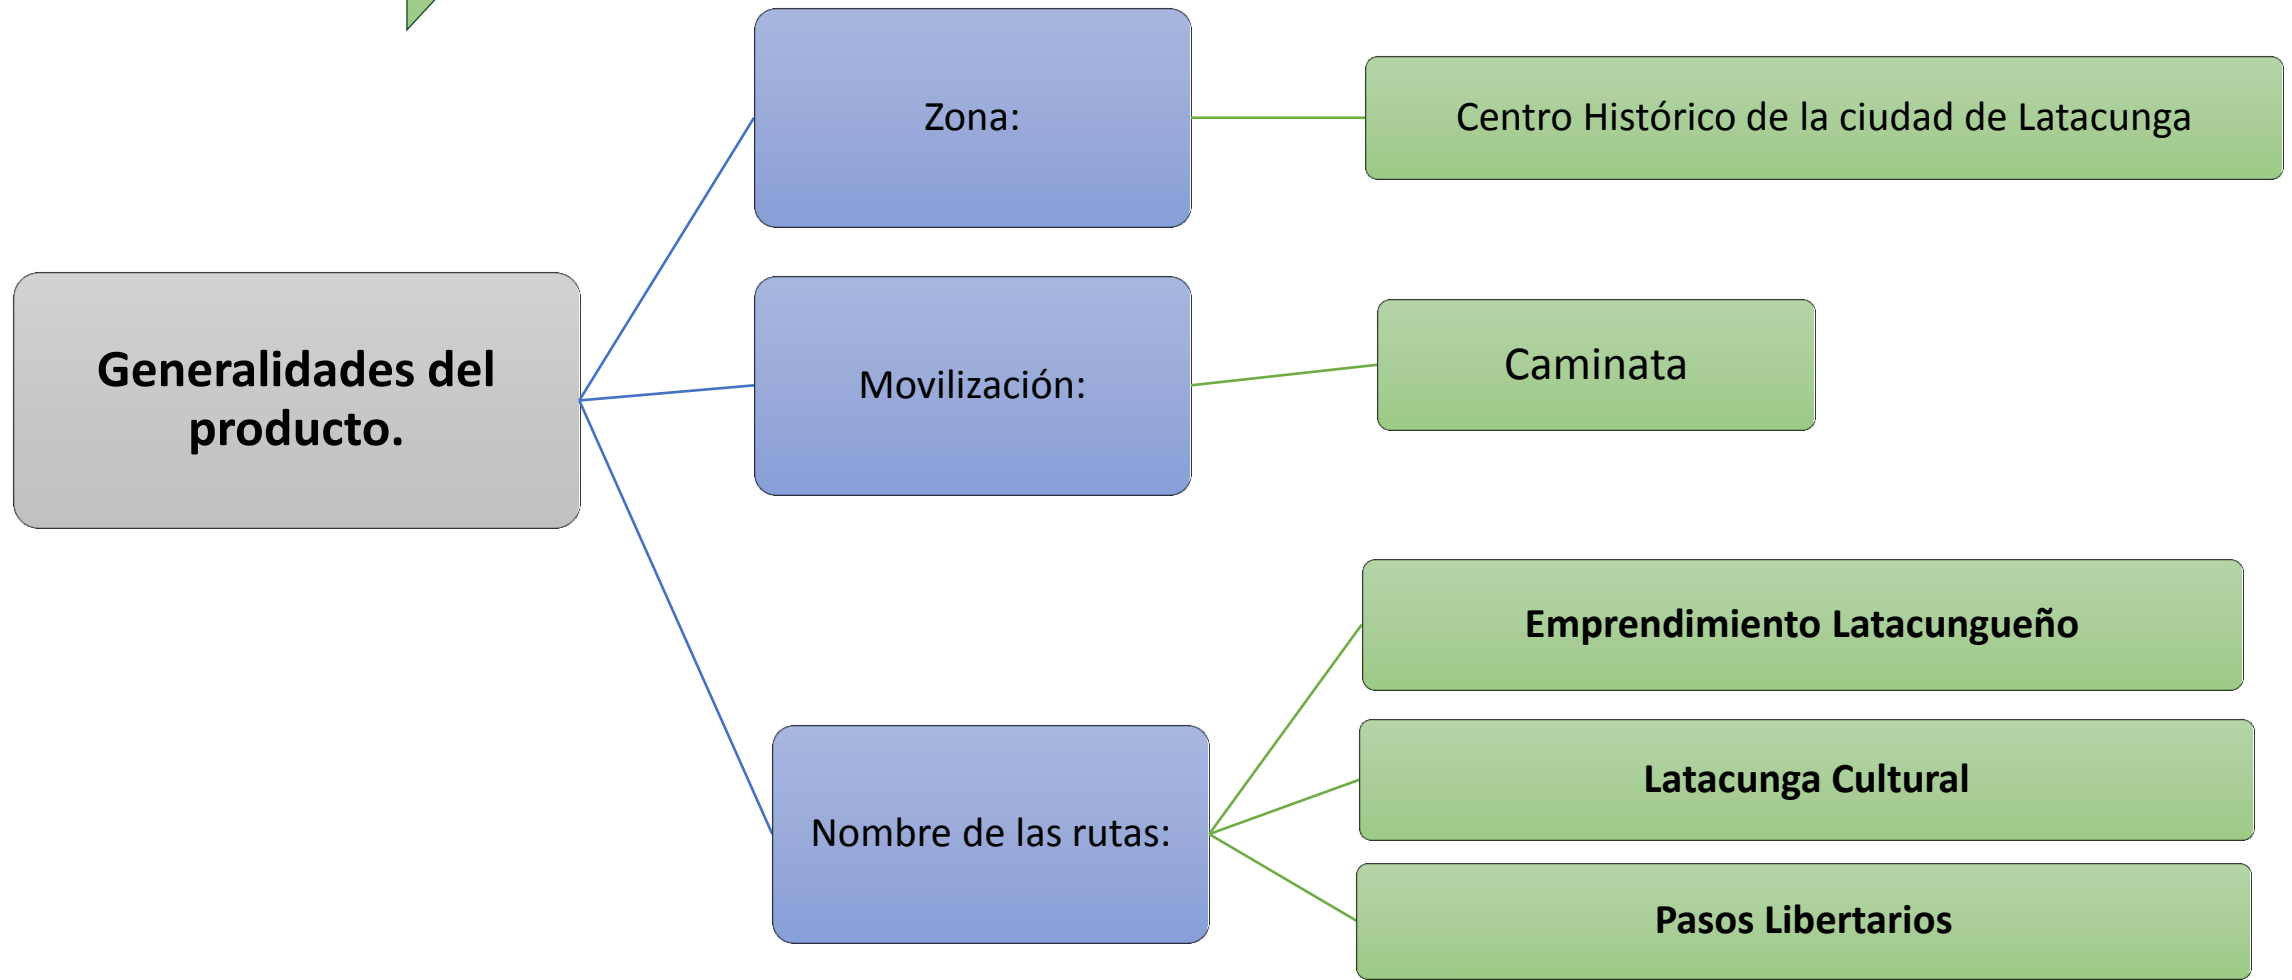 Generalidades del
producto.
Zona:
Centro Histórico de la ciudad de Latacunga
Movilización:
Caminata
Nombre de las rutas:
Emprendimiento Latacungueño
Latacunga Cultural
Pasos Libertarios